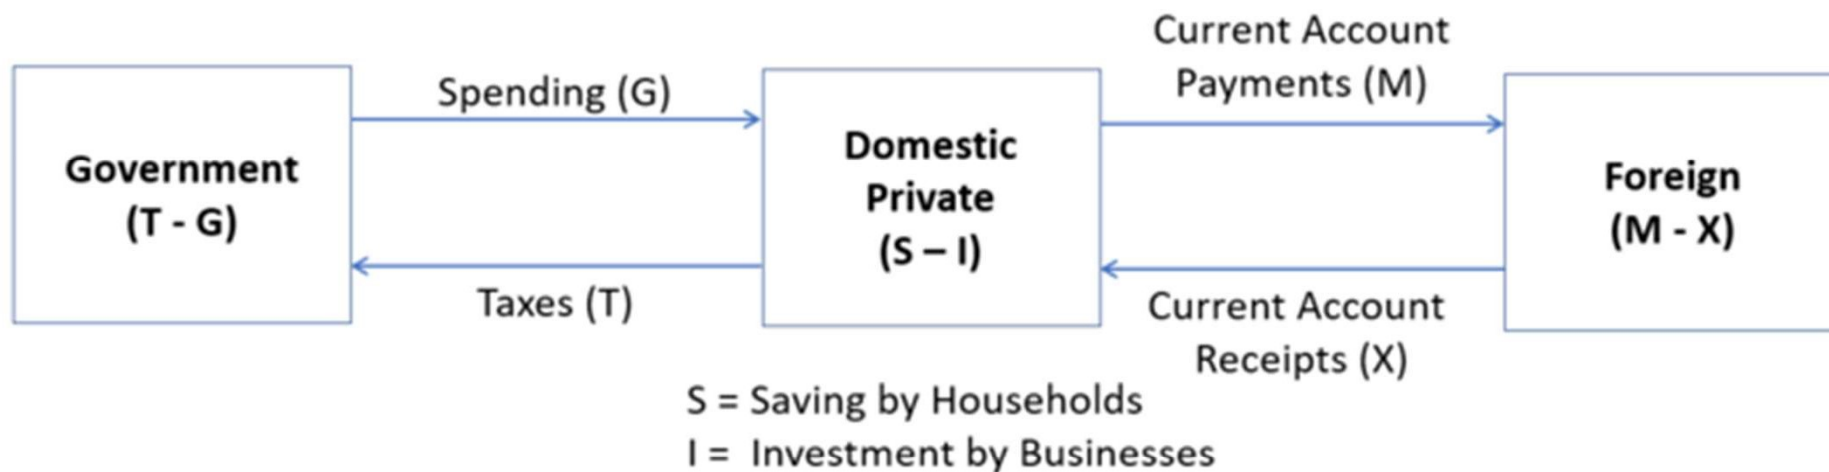 Government
(T - G)
Spending (G)
Taxes (T)
Domestic
Private
(S – I)
Current Account
Payments (M)
Current Account
Receipts (X)
Foreign
(M - X)
S = Saving by Households
I = Investment by Businesses